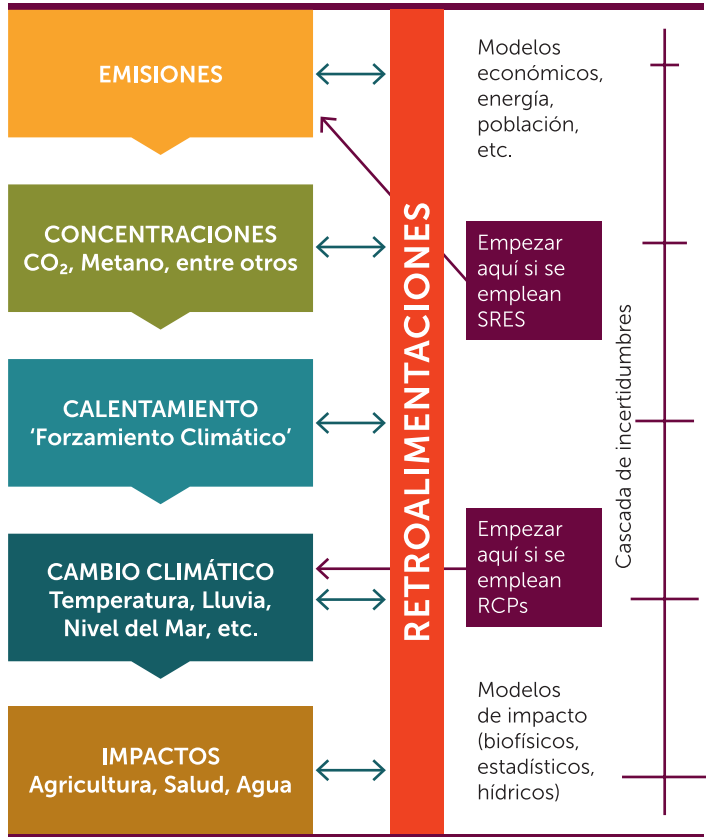 EMISIONES
Modelos
económicos,
energía,
población,
etc.
CONCENTRACIONES
CO₂, Metano, entre otros
Empezar
aquí si se
emplean
SRES
RETROALIMENTACIONES
Cascada de incertidumbres
CALENTAMIENTO
‘Forzamiento Climático’
CAMBIO CLIMÁTICO
Temperatura, Lluvia,
Nivel del Mar, etc.
Empezar
aquí si se
emplean
RCPs
IMPACTOS
Agricultura, Salud, Agua
Modelos
de impacto
(biofísicos,
estadísticos,
hídricos)